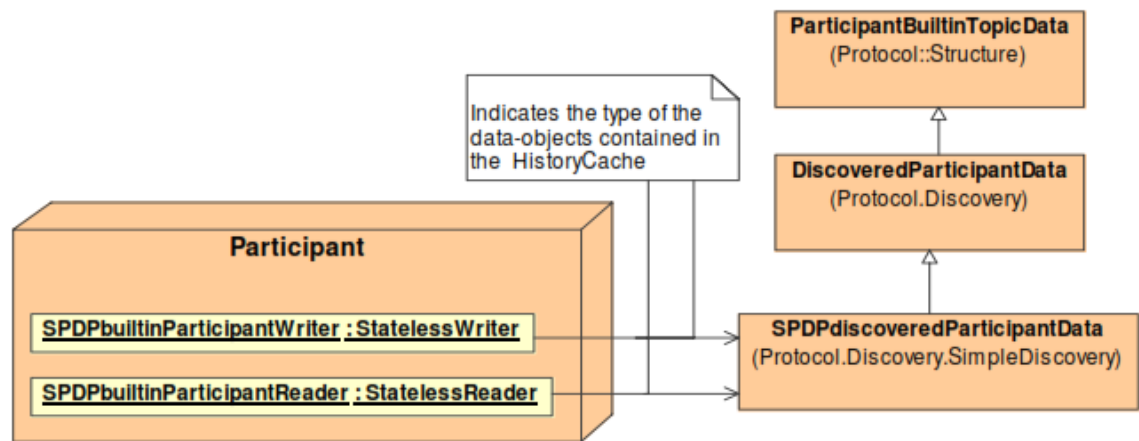 ParticipantBuiltinTopicData
(Protocol::Structure)
Indicates the type of the
data-objects contained in
the HistoryCache
DiscoveredParticipantData
(Protocol.Discovery)
Participant
SPDPbuiltinParticipantWriter : StatelessWriter
SPDPdiscoveredParticipantData
(Protocol.Discovery.SimpleDiscovery)
SPDPbuiltinParticipantReader : StatelessReader